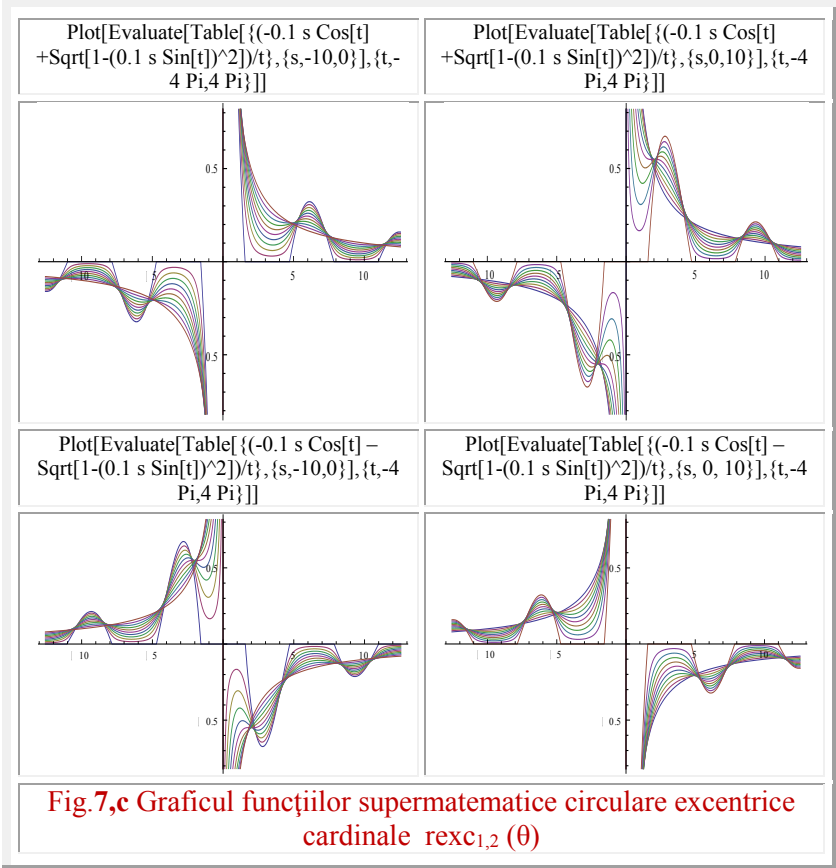 Plot[Evaluate[Table[{(-0.1 s Cos[t]
+Sqrt[1-(0.1 s Sin[t])^2])/t},{s,-10,0}],{t,-
4 Pi,4 Pi}]]
Plot[Evaluate[Table[{(-0.1 s Cos[t]
+Sqrt[1-(0.1 s Sin[t])^2])/t},{s,0,10}],{t,-4
Pi,4 Pi}]]
0.5
5
10
10
5
0.5
0.5
5
10
10
5
0.5
Plot[Evaluate[Table[{(-0.1 s Cos[t] –
Sqrt[1-(0.1 s Sin[t])^2])/t},{s,-10,0}],{t,-4
Pi,4 Pi}]]
Plot[Evaluate[Table[{(-0.1 s Cos[t] –
Sqrt[1-(0.1 s Sin[t])^2])/t},{s, 0, 10}],{t,-4
Pi,4 Pi}]]
0.5
5
10
10
5
0.5
0.5
5
10
10
5
0.5
Fig.7,c Graficul funcţiilor supermatematice circulare excentrice
cardinale rexc1,2 (θ)